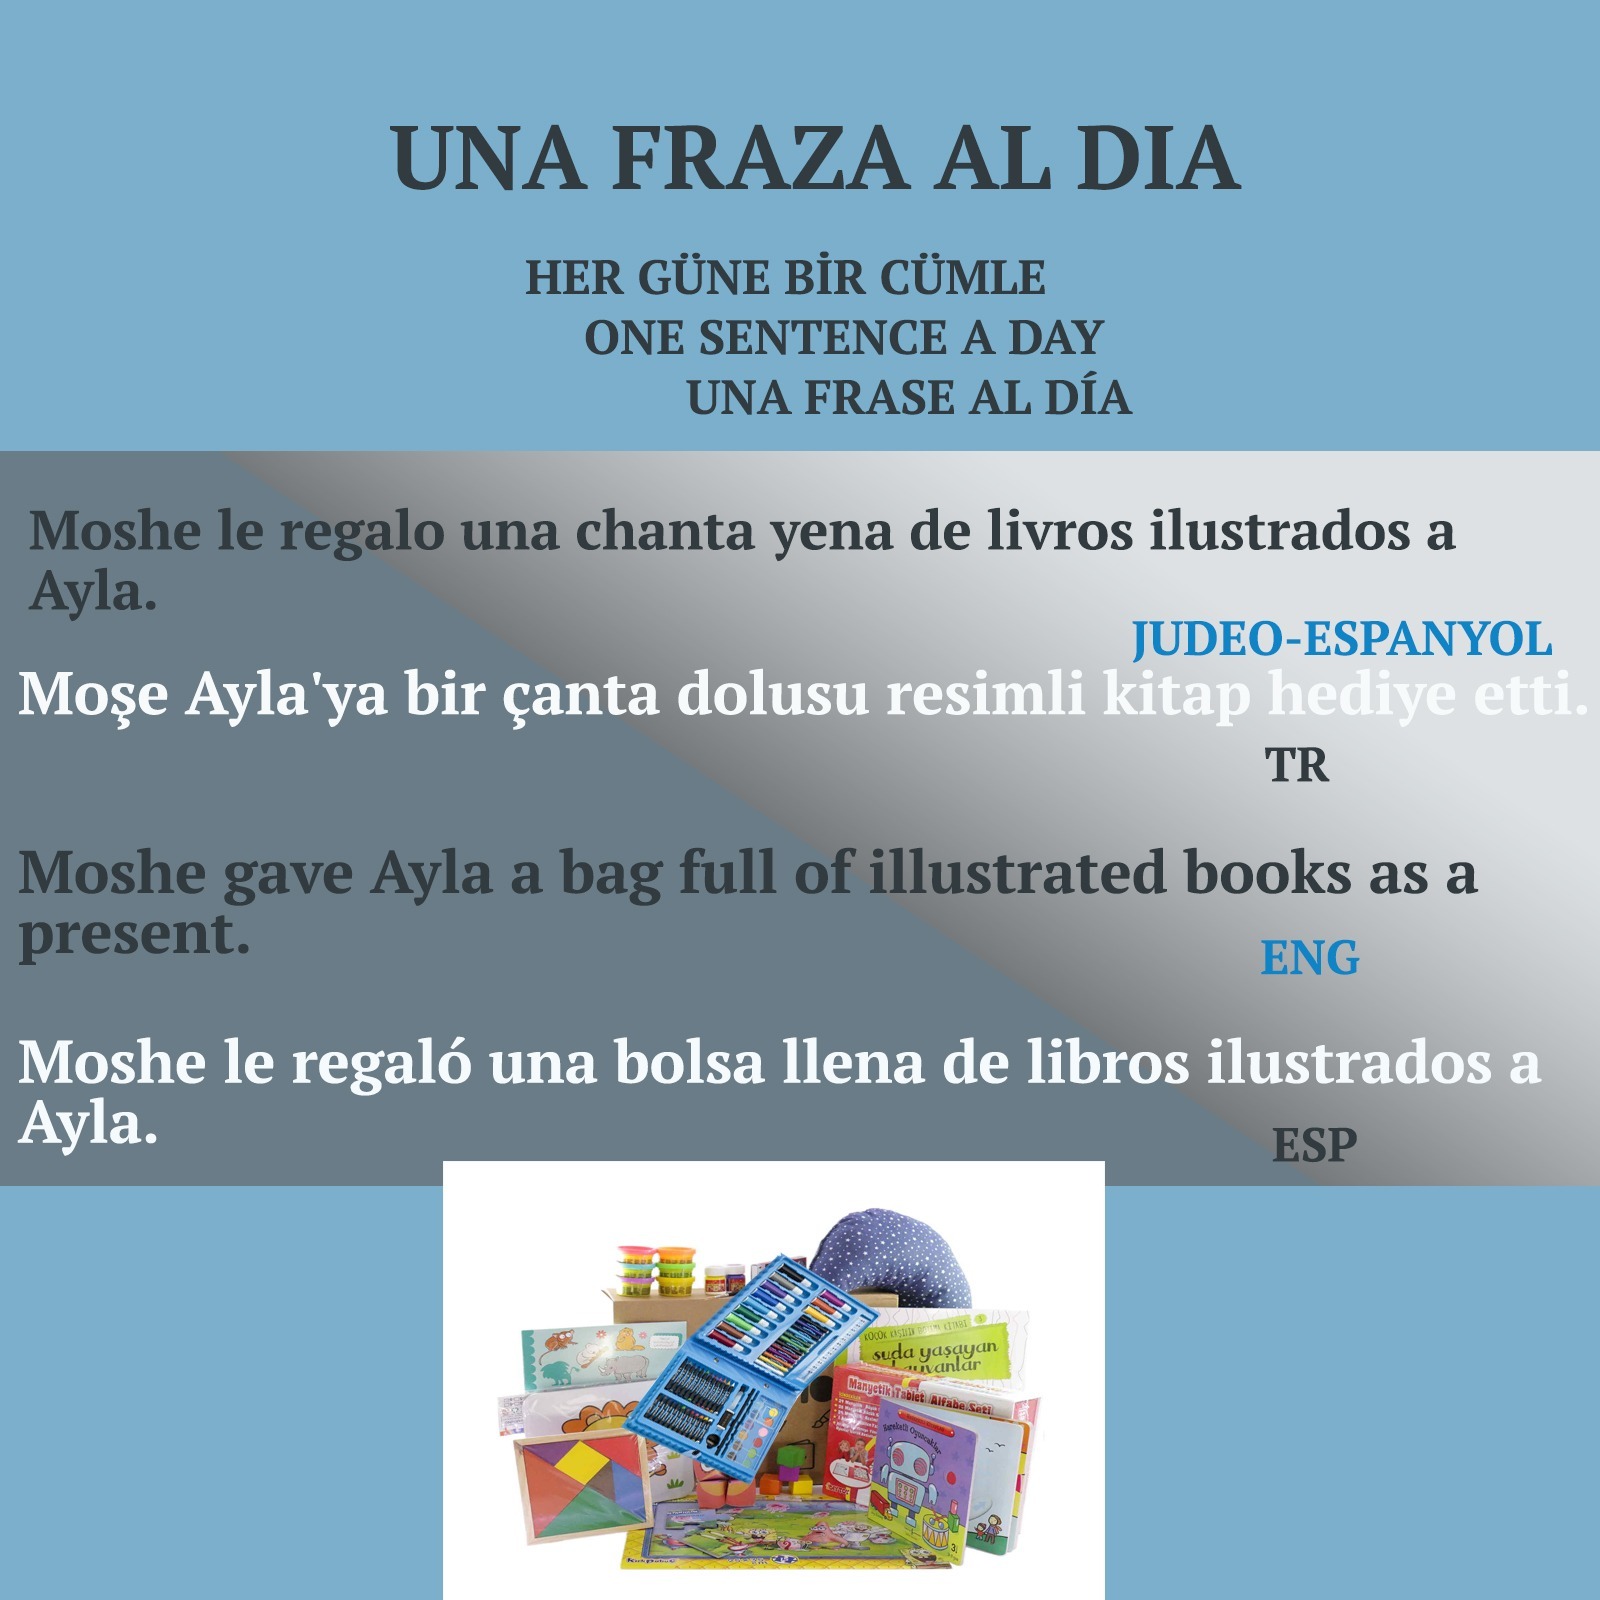 UNA FRAZA AL DIA
HER GÜNE BİR CÜMLE
ONE SENTENCE A DAY
UNA FRASE AL DÍA
Moshe le regalo una chanta yena de livros ilustrados a
Ayla.
JUDEO-ESPANYOL
Moşe Ayla'ya bir çanta dolusu resimli kitap hediye etti.
TR
Moshe gave Ayla a bag full of illustrated books as a
present.
ENG
Moshe le regaló una bolsa llena de libros ilustrados a
Ayla.
ESP
suda yaşayan
hayvanlar
Manyetik Tablet Alfabe Seti
Hareketli Oyuncaklar